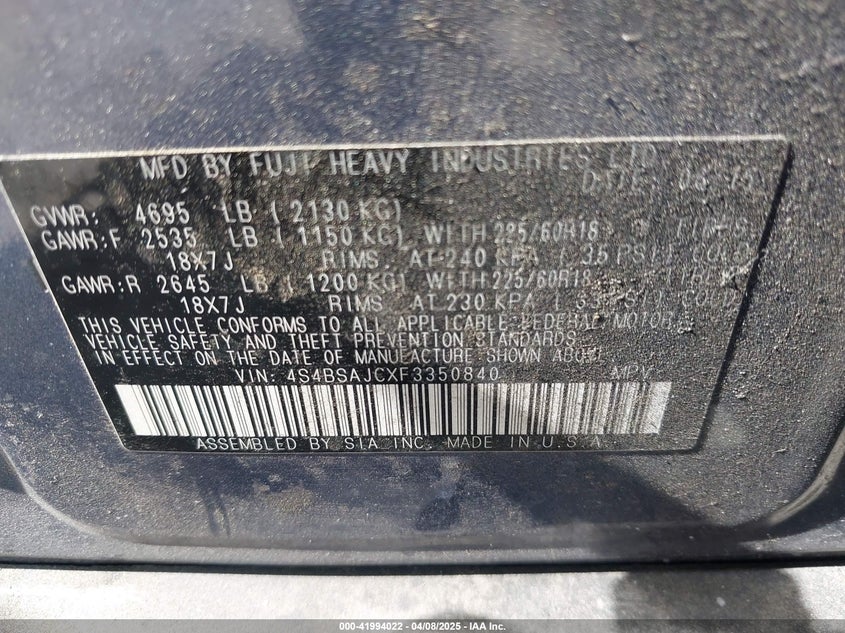 MFD BY FUJI HEAVY INDUSTRIES LTD
DATE:
GVWR: 4695 LB ( 2130 KG)
GAWR:F 2535 LB ( 1150 KG) WITH 225/60R18 TIRES
18X7J RIMS AT 240 KPA ( 35 PSI) COLD
GAWR:R 2645 LB ( 1200 KG) WITH 225/60R18 TIRES
18X7J RIMS AT 230 KPA ( 33 PSI) COLD
THIS VEHICLE CONFORMS TO ALL APPLICABLE FEDERAL MOTOR
VEHICLE SAFETY AND THEFT PREVENTION STANDARDS
IN EFFECT ON THE DATE OF MANUFACTURE SHOWN ABOVE
VIN: 4S4BSAJCXF3350840 MPV
ASSEMBLED BY SIA INC. MADE IN U.S.A.
000-41994022 - 04/08/2025 - IAA Inc.